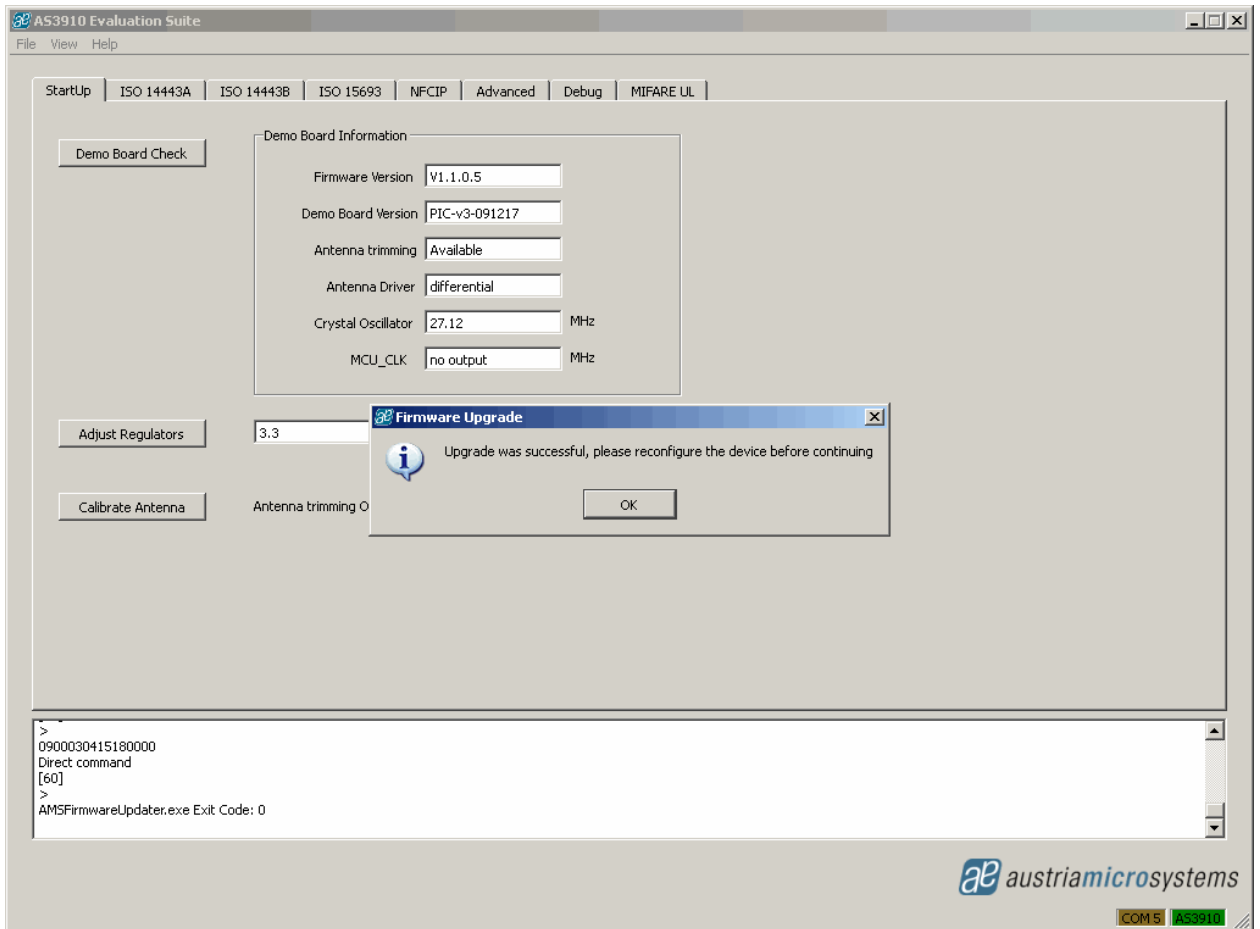 AS3910 Evaluation Suite
File View Help
StartUp ISO 14443A ISO 14443B ISO 15693 NFCIP Advanced Debug MIFARE UL
Demo Board Check
Demo Board Information
Firmware Version V1.1.0.5
Demo Board Version PIC-v3-091217
Antenna trimming Available
Antenna Driver differential
Crystal Oscillator 27.12 MHz
MCU_CLK no output MHz
Firmware Upgrade
Adjust Regulators 3.3
Upgrade was successful, please reconfigure the device before continuing
OK
Calibrate Antenna Antenna trimming O
>
0900030415180000
Direct command
[60]
>
AMSFirmwareUpdater.exe Exit Code: 0
austriamicrosystems
COM 5 AS3910